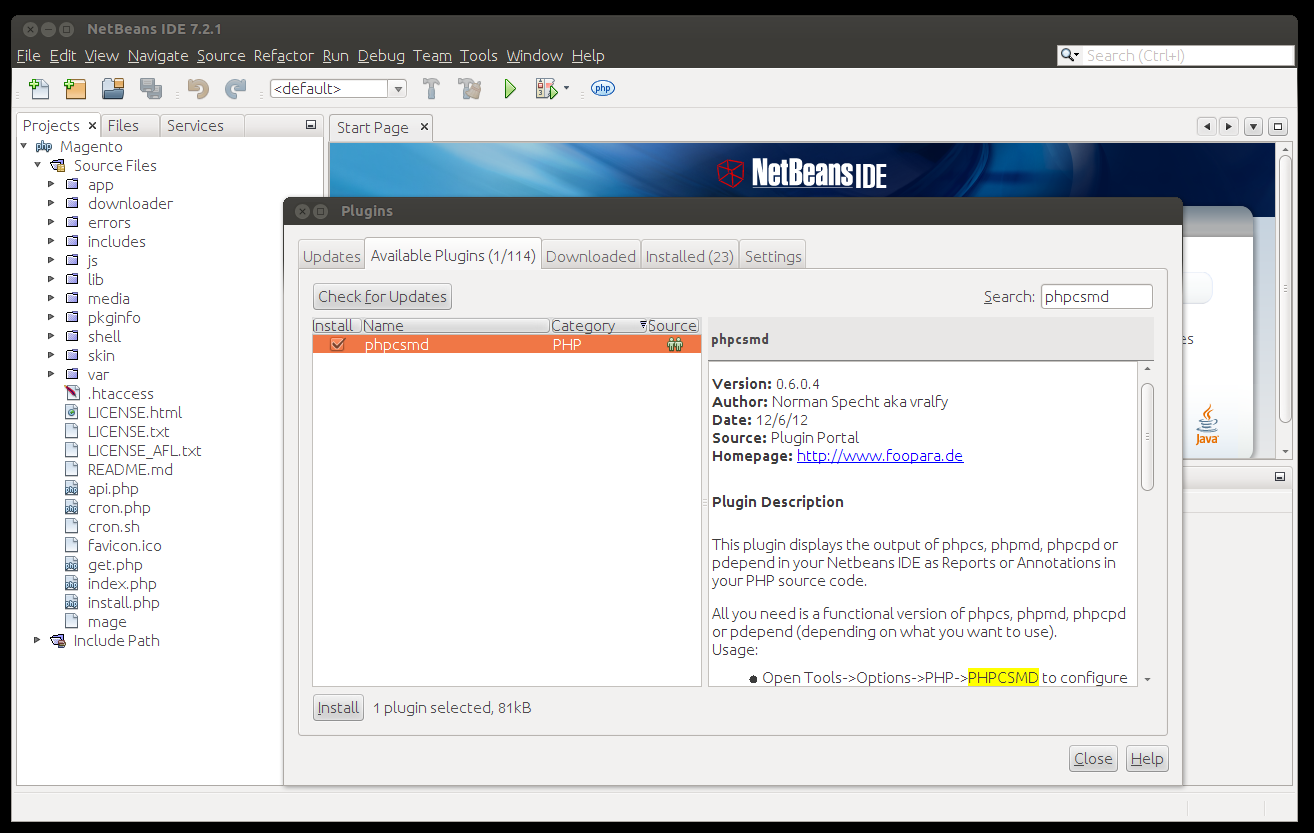 NetBeans IDE 7.2.1
File Edit View Navigate Source Refactor Run Debug Team Tools Window Help
Search (Ctrl+I)
<default>
php
Projects
Files
Services
Start Page
php Magento
Source Files
app
downloader
errors
includes
js
lib
media
pkginfo
shell
skin
var
.htaccess
LICENSE.html
LICENSE.txt
LICENSE_AFL.txt
README.md
api.php
cron.php
cron.sh
favicon.ico
get.php
index.php
install.php
mage
Include Path
NetBeans IDE
es
Java
Plugins
Updates
Available Plugins (1/114)
Downloaded
Installed (23)
Settings
Check for Updates
Search: phpcsmd
Install Name Category Source
phpcsmd PHP
phpcsmd
Version: 0.6.0.4
Author: Norman Specht aka vralfy
Date: 12/6/12
Source: Plugin Portal
Homepage: http://www.foopara.de
Plugin Description
This plugin displays the output of phpcs, phpmd, phpcpd or
pdepend in your Netbeans IDE as Reports or Annotations in
your PHP source code.
All you need is a functional version of phpcs, phpmd, phpcpd
or pdepend (depending on what you want to use).
Usage:
● Open Tools->Options->PHP->PHPCSMD to configure
Install 1 plugin selected, 81kB
Close
Help